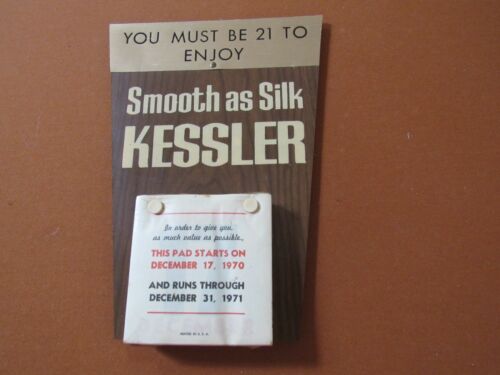 YOU MUST BE 21 TO
ENJOY
Smooth as Silk
KESSLER
In order to give you
as much value as possible,
THIS PAD STARTS ON
DECEMBER 17, 1970
AND RUNS THROUGH
DECEMBER 31, 1971